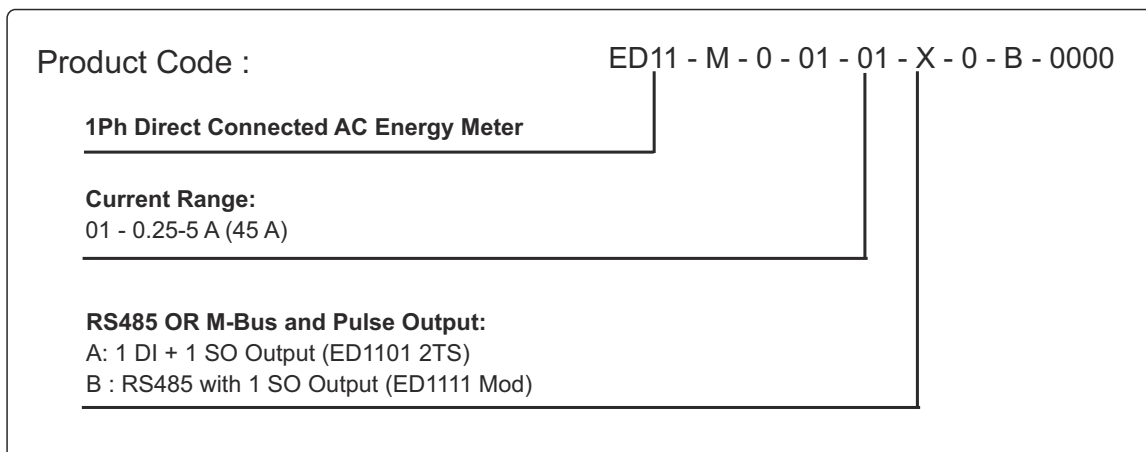 Product Code :
ED11 - M - 0 - 01 - 01 - X - 0 - B - 0000
1Ph Direct Connected AC Energy Meter
Current Range:
01 - 0.25-5 A (45 A)
RS485 OR M-Bus and Pulse Output:
A: 1 DI + 1 SO Output (ED1101 2TS)
B : RS485 with 1 SO Output (ED1111 Mod)